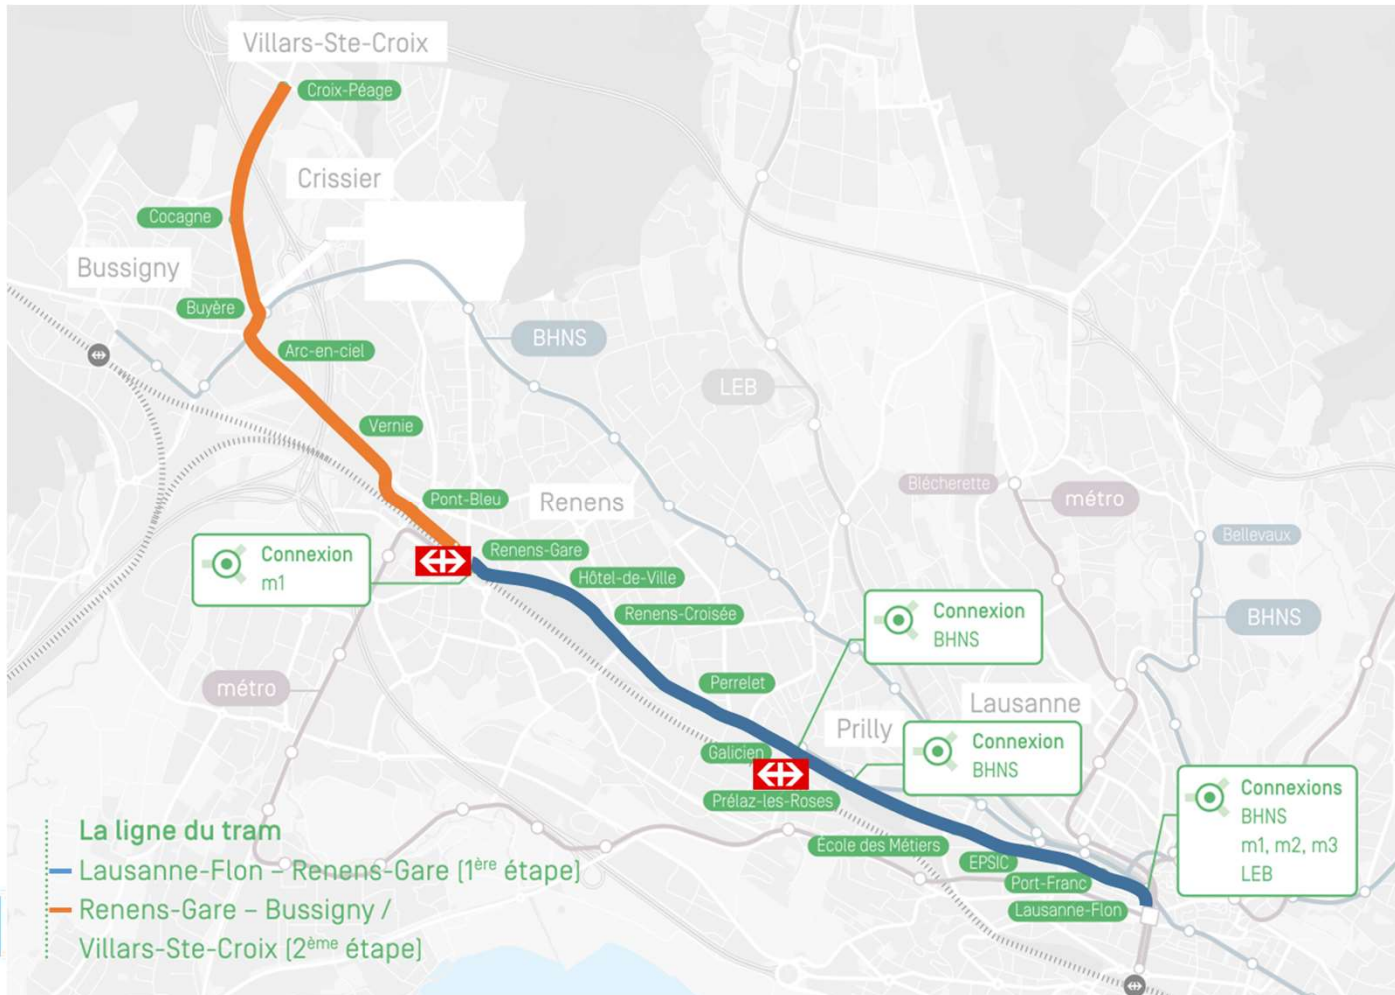 Villars-Ste-Croix
Croix-Péage
Crissier
Cocagne
Bussigny
Buyère
BHNS
Arc-en-ciel
LEB
Vernie
Blécherette
métro
Pont-Bleu
Renens
Bellevaux
Connexion
m1
Renens-Gare
Hôtel-de-Ville
Renens-Croisée
Connexion
BHNS
BHNS
métro
Perrelet
Lausanne
Prilly
Galicien
Connexion
BHNS
Prélaz-les-Roses
Connexions
BHNS
m1, m2, m3
LEB
École des Métiers
EPSIC
Port-Franc
Lausanne-Flon
La ligne du tram
Lausanne-Flon – Renens-Gare (1ère étape)
Renens-Gare – Bussigny /
Villars-Ste-Croix (2ème étape)